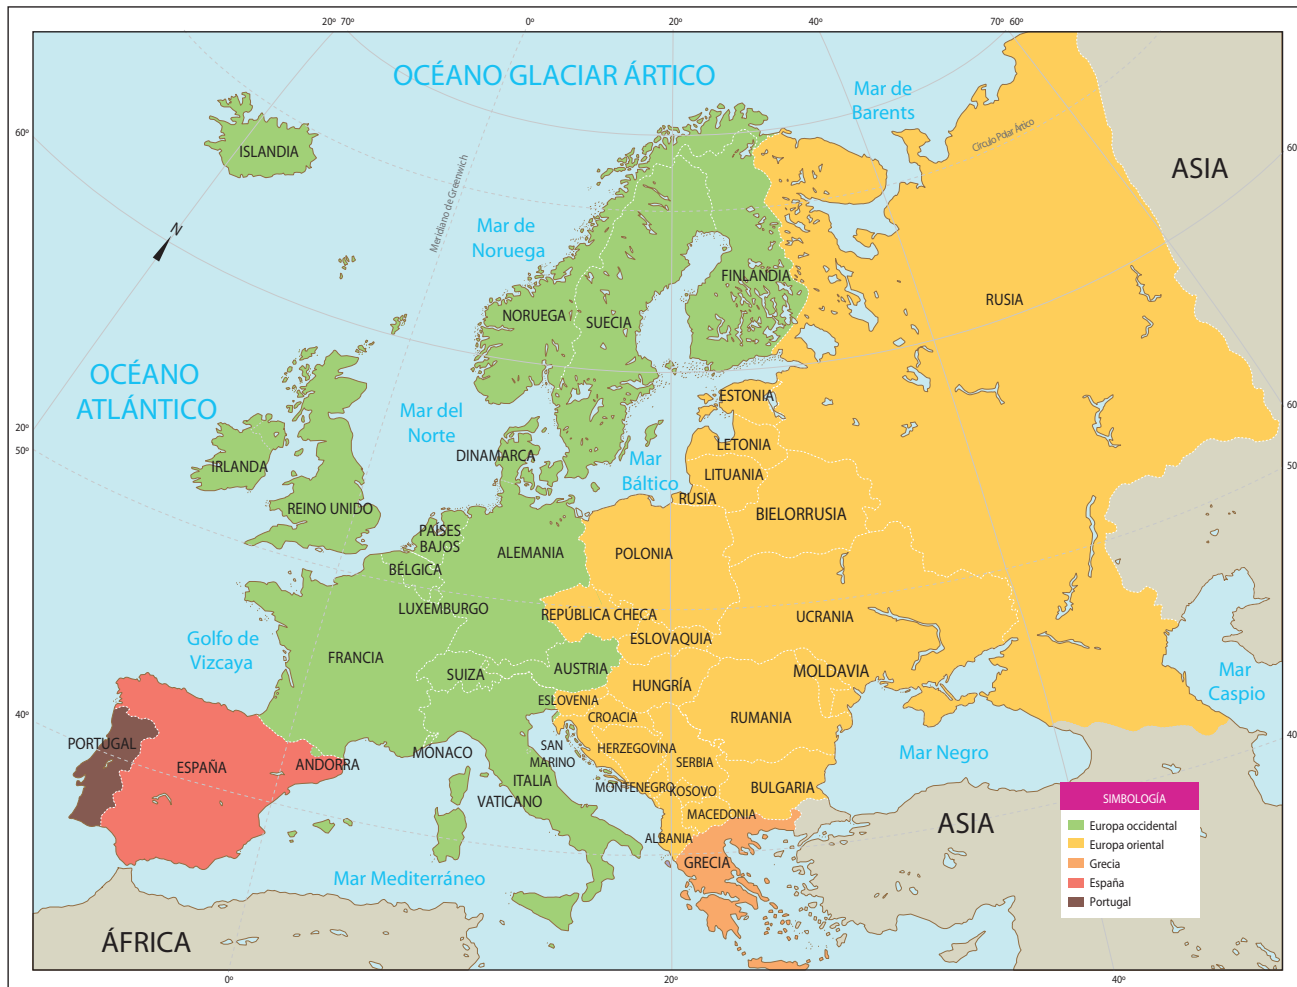 20º 70º
0º
20º
40º
70º 60º
OCÉANO GLACIAR ÁRTICO
Mar de
Barents
Círculo Polar Ártico
60º
60º
ASIA
ISLANDIA
Meridiano de Greenwich
N
Mar de
Noruega
FINLANDIA
NORUEGA
SUECIA
RUSIA
OCÉANO
ATLÁNTICO
20º
50º
Mar del
Norte
ESTONIA
60º
LETONIA
DINAMARCA
Mar
Báltico
LITUANIA
RUSIA
50º
IRLANDA
REINO UNIDO
BIELORRUSIA
PAÍSES
BAJOS
ALEMANIA
POLONIA
BÉLGICA
LUXEMBURGO
REPÚBLICA CHECA
UCRANIA
ESLOVAQUIA
Golfo de
Vizcaya
FRANCIA
SUIZA
AUSTRIA
MOLDAVIA
HUNGRÍA
Mar
Caspio
ESLOVENIA
CROACIA
RUMANIA
40º
40º
PORTUGAL
ESPAÑA
ANDORRA
MÓNACO
SAN
MARINO
HERZEGOVINA
SERBIA
Mar Negro
ITALIA
VATICANO
MONTENEGRO
KOSOVO
BULGARIA
MACEDONIA
ALBANIA
GRECIA
ASIA
Mar Mediterráneo
ÁFRICA
SIMBOLOGÍA
Europa occidental
Europa oriental
Grecia
España
Portugal
0º
20º
40º